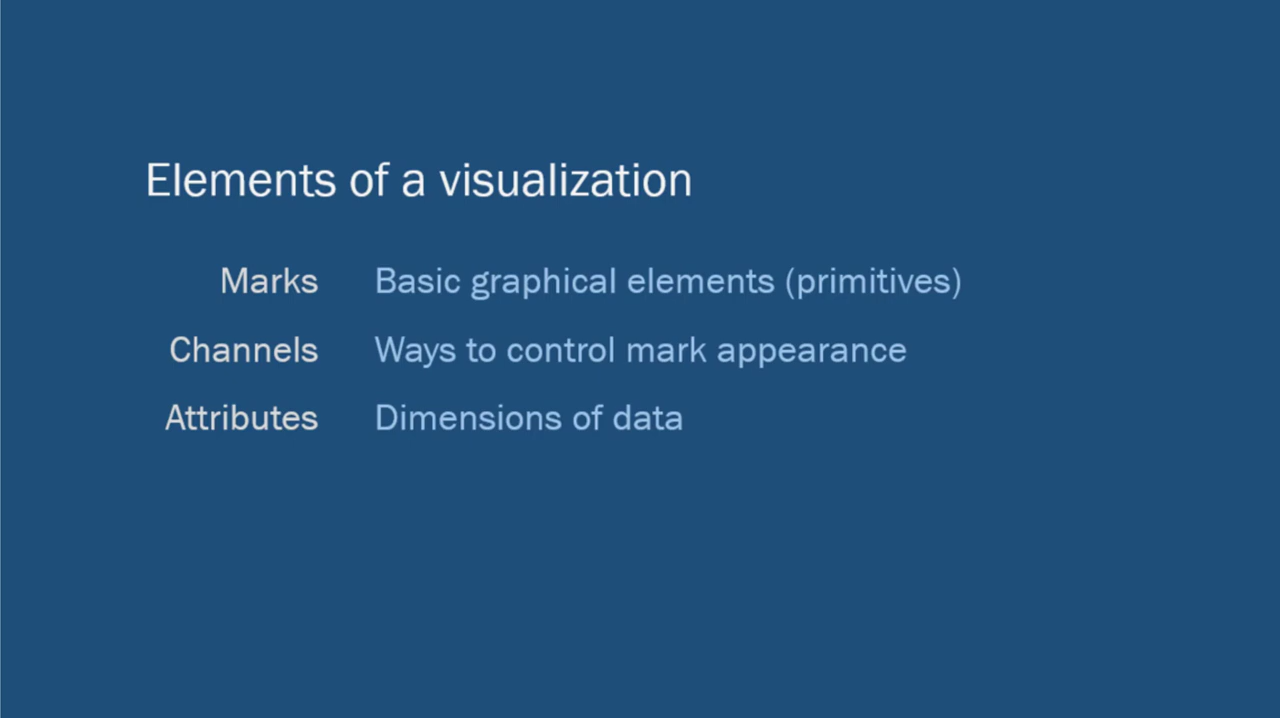 Elements of a visualization
Marks Basic graphical elements (primitives)
Channels Ways to control mark appearance
Attributes Dimensions of data